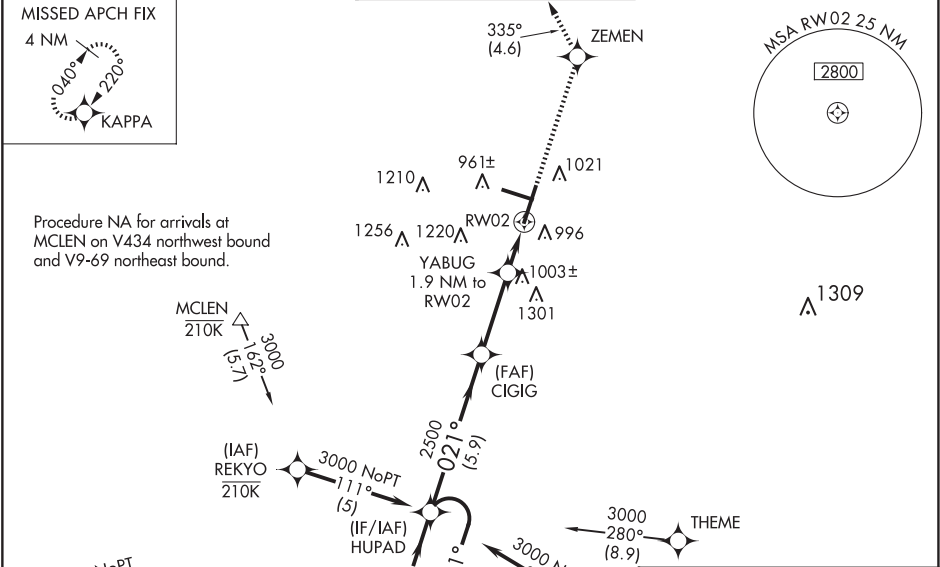 MISSED APCH FIX
4 NM
040°
220°
KAPPA
335°
(4.6)
ZEMEN
MSA RW02 25 NM
2800
1210
961±
1021
Procedure NA for arrivals at
MCLEN on V434 northwest bound
and V9-69 northeast bound.
1256
1220
RW02
996
YABUG
1.9 NM to
RW02
1003±
1301
1309
MCLEN
210K
3000
162°
(5.7)
(FAF)
CIGIG
2500
021°
(5.9)
(IAF)
REKYO
210K
3000 NoPT
111°
(5)
(IF/IAF)
HUPAD
3000
280°
(8.9)
THEME
3000